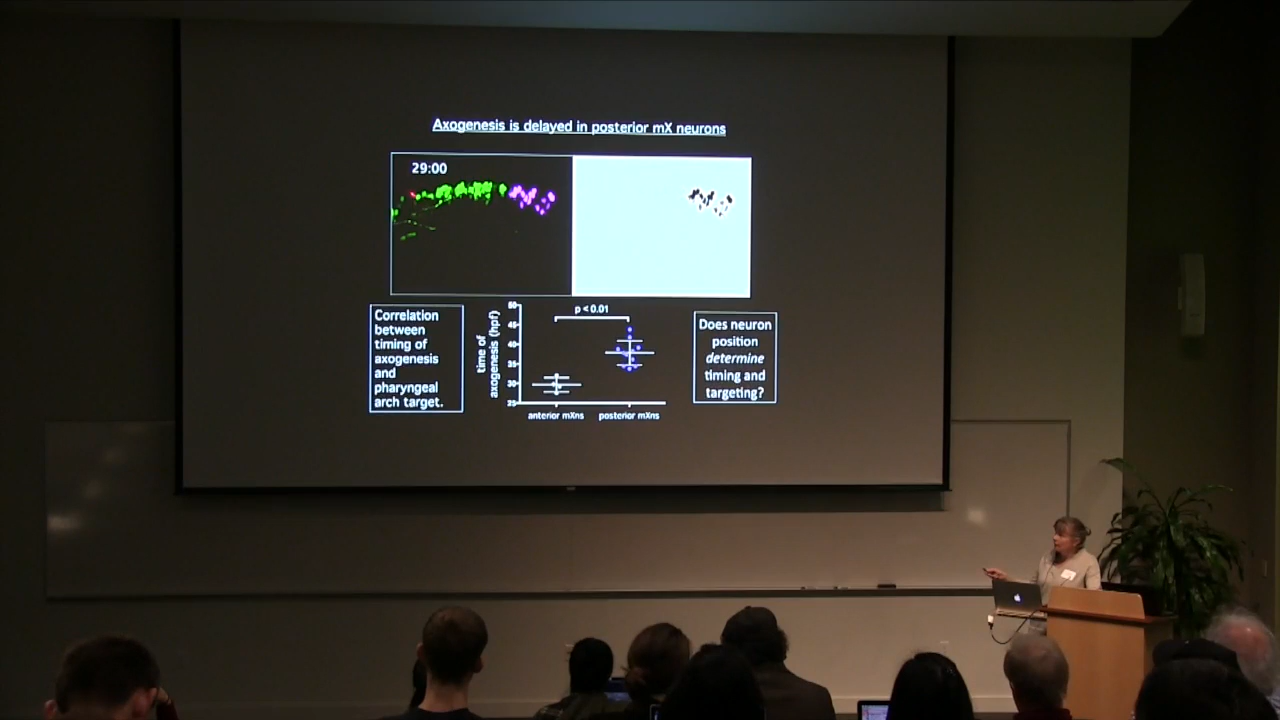 Axogenesis is delayed in posterior mX neurons
29:00
Correlation
between
timing of
axogenesis
and
pharyngeal
arch target.
time of
axogenesis (hpf)
50
45
40
35
30
25
p < 0.01
anterior mXns
posterior mXns
Does neuron
position
determine
timing and
targeting?